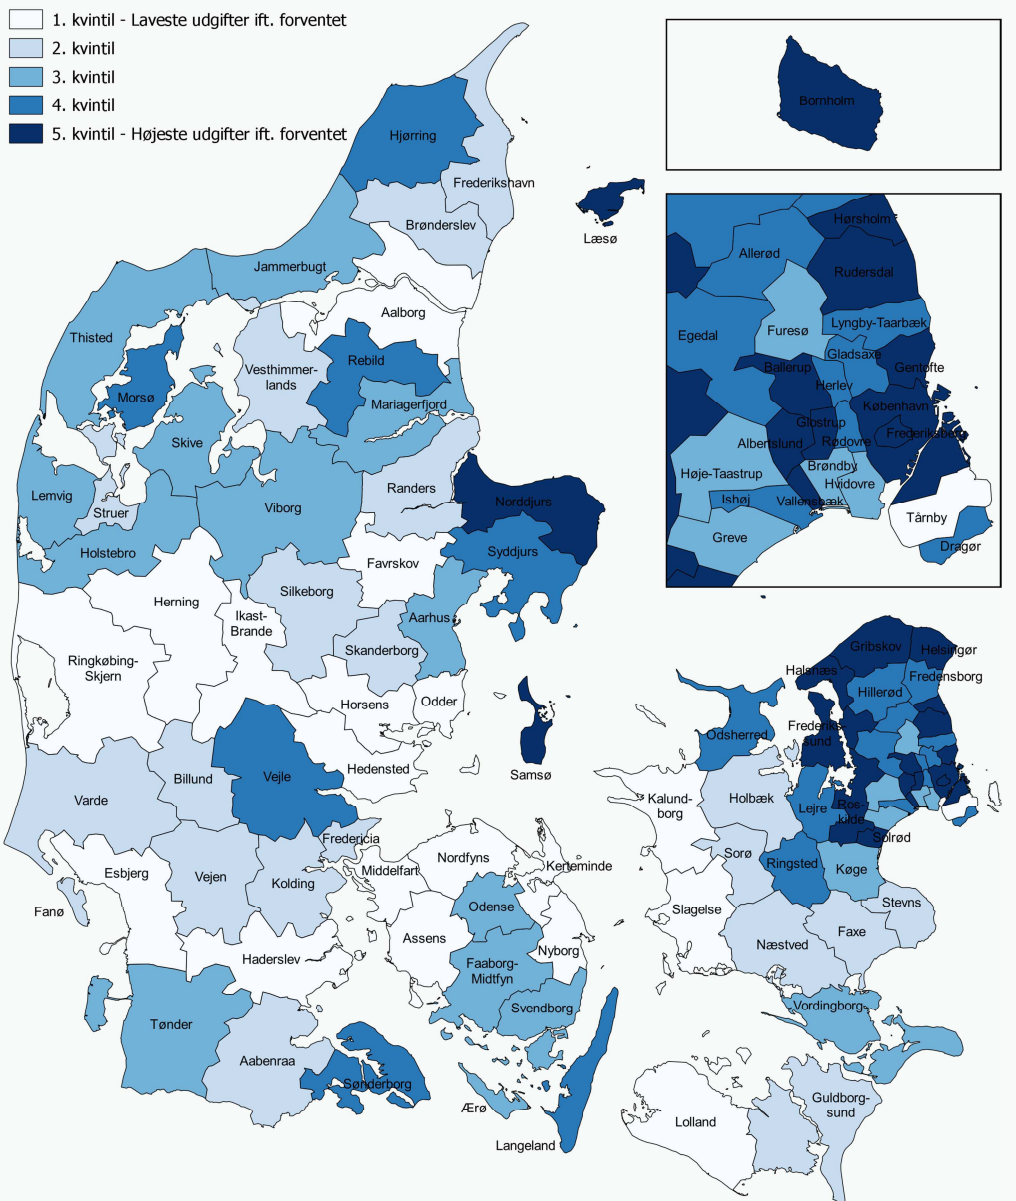 1. kvintil - Laveste udgifter ift. forventet
2. kvintil
3. kvintil
4. kvintil
5. kvintil - Højeste udgifter ift. forventet
Bornholm
Hjørring
Frederikshavn
Brønderslev
Læsø
Jammerbugt
Aalborg
Thisted
Rebild
Vesthimmer-
lands
Morsø
Mariagerfjord
Skive
Lemvig
Struer
Viborg
Randers
Norddjurs
Holstebro
Syddjurs
Favrskov
Silkeborg
Herning
Ikast-
Brande
Aarhus
Skanderborg
Ringkøbing-
Skjern
Horsens
Odder
Samsø
Hedensted
Vejle
Billund
Varde
Fredericia
Esbjerg
Vejen
Kolding
Fanø
Haderslev
Tønder
Aabenraa
Sønderborg
Middelfart
Nordfyns
Kerteminde
Odense
Assens
Nyborg
Faaborg-
Midtfyn
Svendborg
Ærø
Langeland
Hørsholm
Allerød
Rudersdal
Egedal
Furesø
Lyngby-Taarbæk
Gladsaxe
Ballerup
Gentofte
Herlev
København
Glostrup
Frederiksberg
Albertslund
Rødovre
Høje-Taastrup
Brøndby
Hvidovre
Ishøj
Vallensbæk
Tårnby
Greve
Dragør
Gribskov
Helsingør
Halsnæs
Fredensborg
Hillerød
Frederiks-
sund
Odsherred
Kalund-
borg
Holbæk
Lejre
Ros-
kilde
Solrød
Sorø
Ringsted
Køge
Slagelse
Stevns
Faxe
Næstved
Vordingborg
Guldborg-
sund
Lolland